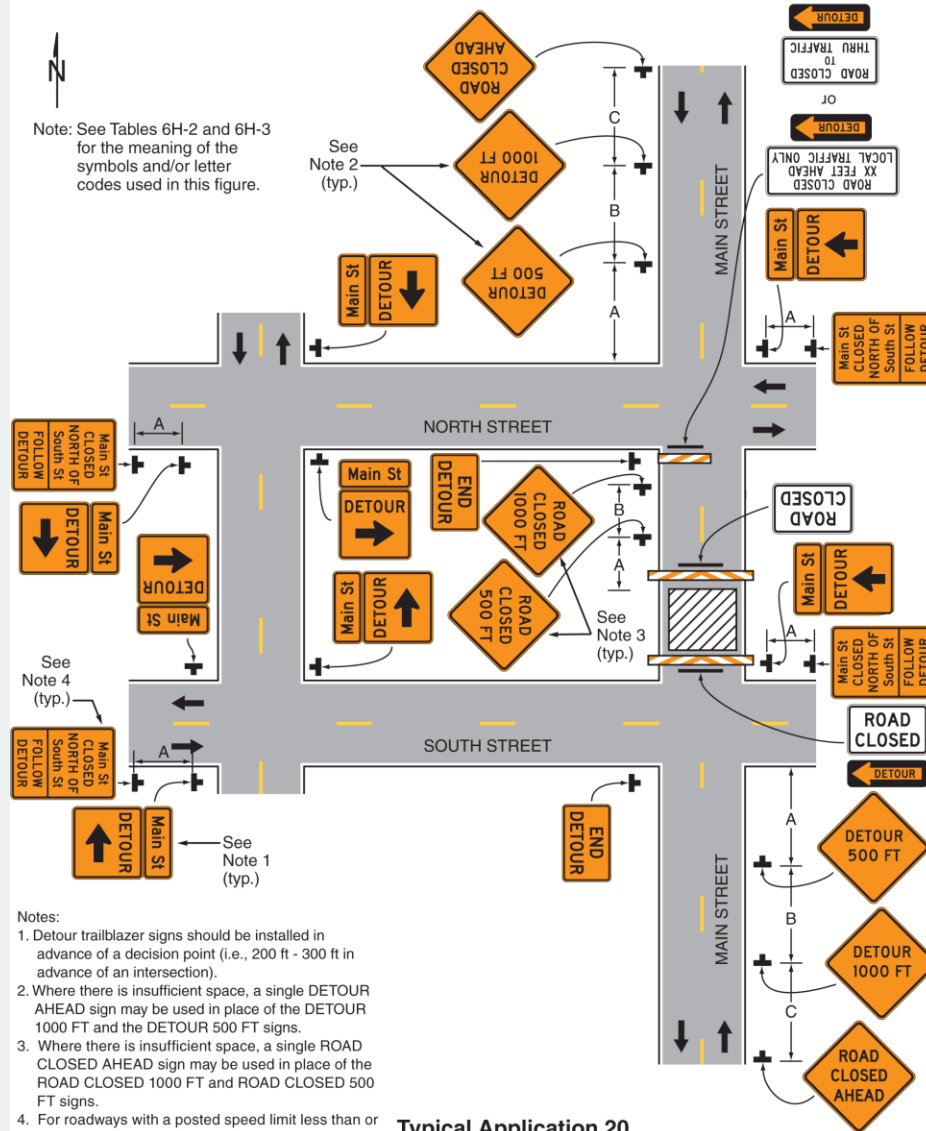 N
Note: See Tables 6H-2 and 6H-3
for the meaning of the
symbols and/or letter
codes used in this figure.
ROAD
CLOSED
AHEAD
See
Note 2
(typ.)
DETOUR
1000 FT
DETOUR
500 FT
C
B
A
MAIN STREET
DETOUR
ROAD CLOSED
TO
THRU TRAFFIC
or
DETOUR
ROAD CLOSED
XX FEET AHEAD
LOCAL TRAFFIC ONLY
Main St
DETOUR
Main St
DETOUR
A
Main St
CLOSED
NORTH OF
South St
FOLLOW
DETOUR
NORTH STREET
A
Main St
CLOSED
NORTH OF
South St
FOLLOW
DETOUR
Main St
DETOUR
Main St
DETOUR
END
DETOUR
ROAD
CLOSED
1000 FT
B
A
ROAD
CLOSED
Main St
DETOUR
Main St
DETOUR
ROAD
CLOSED
500 FT
See
Note 3
(typ.)
Main St
DETOUR
A
Main St
CLOSED
NORTH OF
South St
FOLLOW
DETOUR
See
Note 4
(typ.)
Main St
CLOSED
NORTH OF
South St
FOLLOW
DETOUR
A
SOUTH STREET
ROAD
CLOSED
DETOUR
Main St
DETOUR
See
Note 1
(typ.)
END
DETOUR
MAIN STREET
A
B
C
DETOUR
500 FT
DETOUR
1000 FT
ROAD
CLOSED
AHEAD
Notes:
1. Detour trailblazer signs should be installed in
advance of a decision point (i.e., 200 ft - 300 ft in
advance of an intersection).
2. Where there is insufficient space, a single DETOUR
AHEAD sign may be used in place of the DETOUR
1000 FT and the DETOUR 500 FT signs.
3. Where there is insufficient space, a single ROAD
CLOSED AHEAD sign may be used in place of the
ROAD CLOSED 1000 FT and ROAD CLOSED 500
FT signs.
4. For roadways with a posted speed limit less than or
Typical Application 20